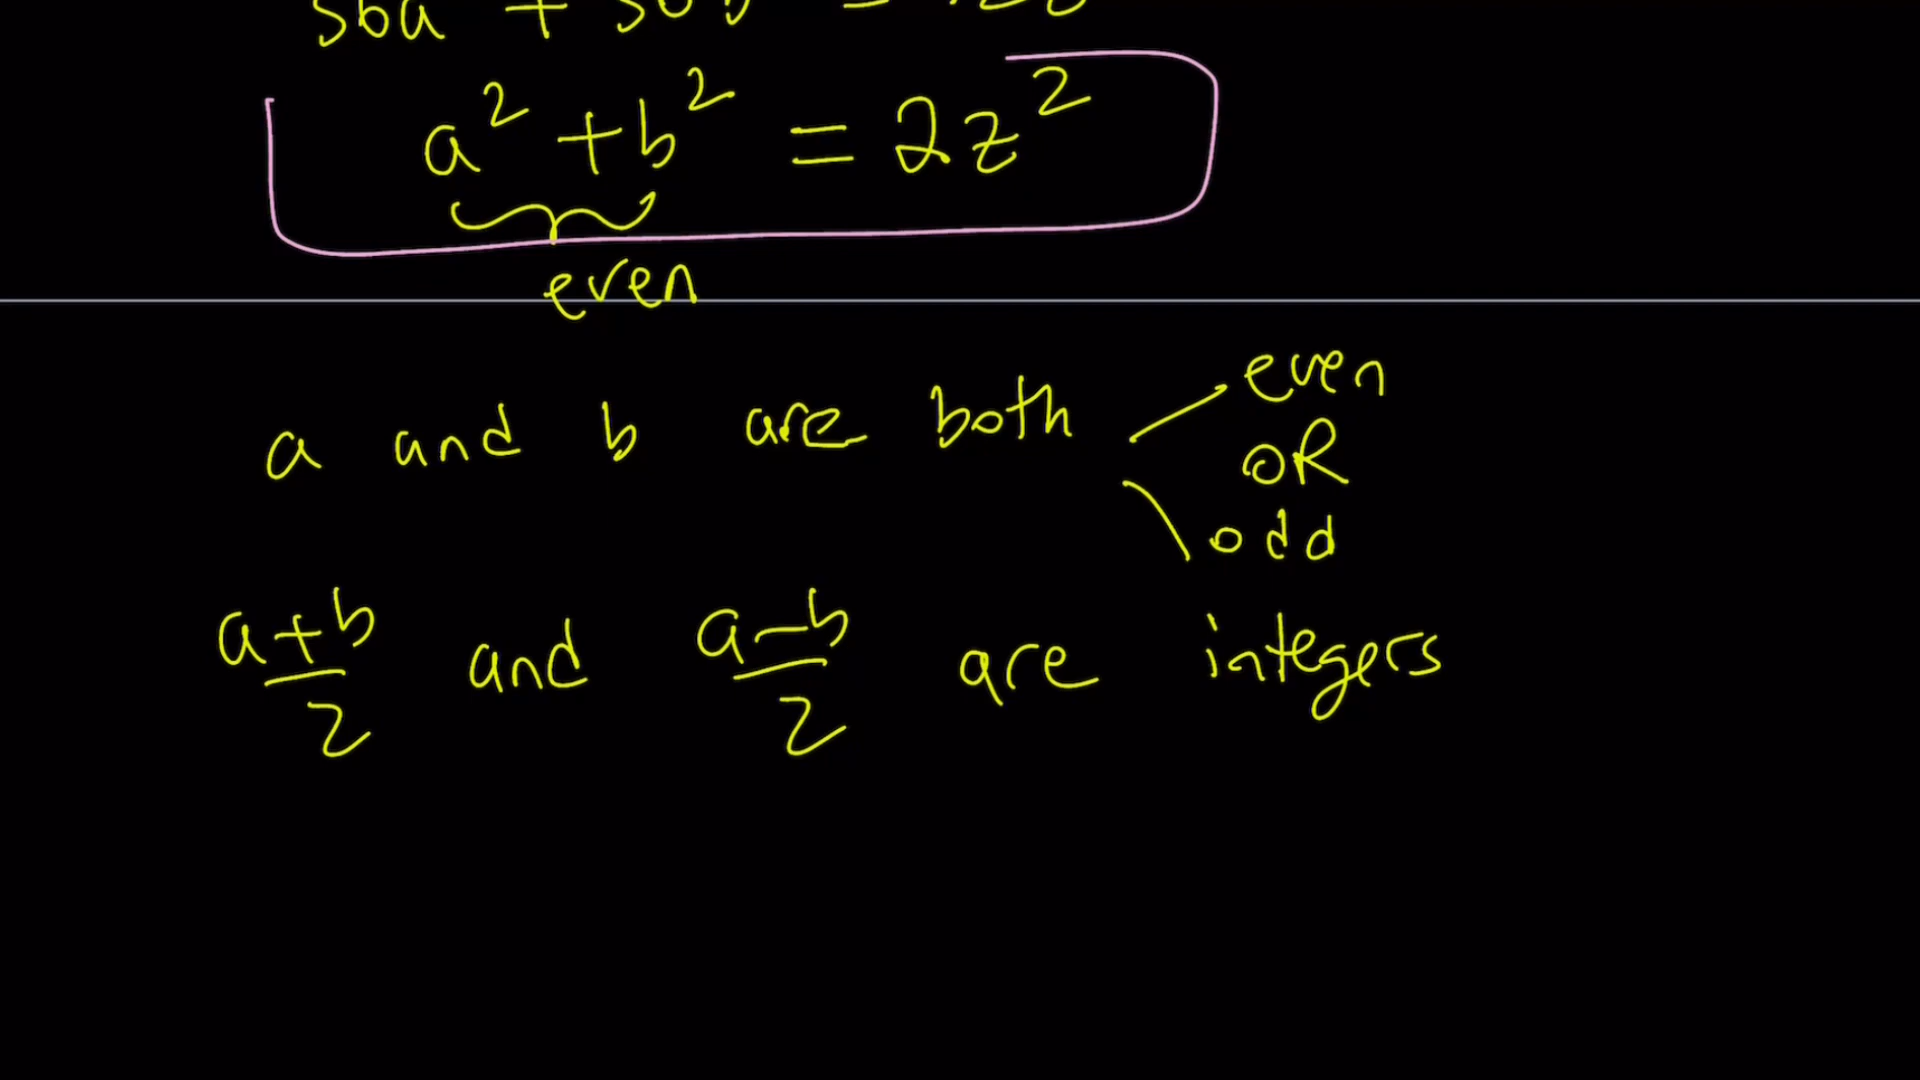 a² + b² = 2z²
even
a and b are both even OR odd
a+b/2 and a-b/2 are integers